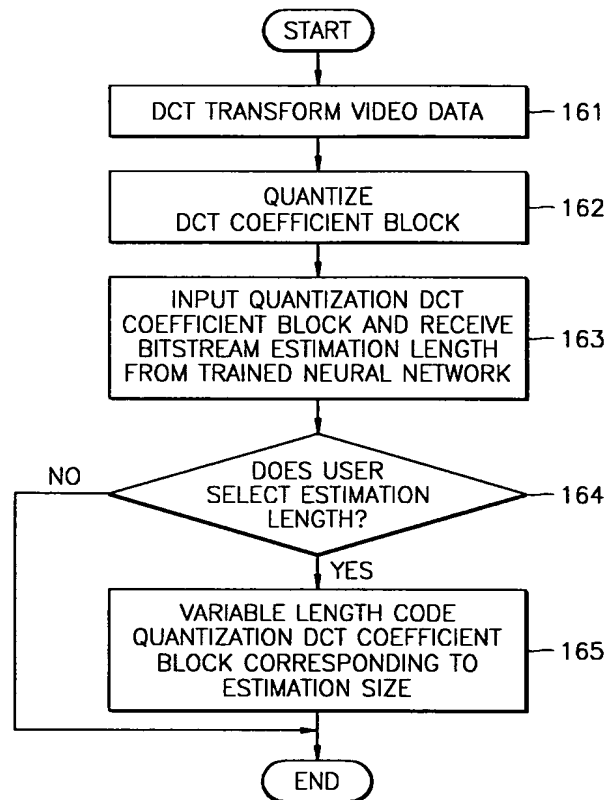 START
DCT TRANSFORM VIDEO DATA
161
QUANTIZE
DCT COEFFICIENT BLOCK
162
INPUT QUANTIZATION DCT
COEFFICIENT BLOCK AND RECEIVE
BITSTREAM ESTIMATION LENGTH
FROM TRAINED NEURAL NETWORK
163
DOES USER
SELECT ESTIMATION
LENGTH?
164
NO
YES
VARIABLE LENGTH CODE
QUANTIZATION DCT COEFFICIENT
BLOCK CORRESPONDING TO
ESTIMATION SIZE
165
END